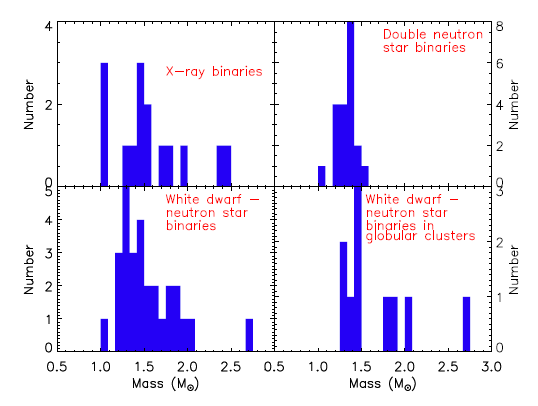 4
2
0
Number
X-ray binaries
8
6
4
2
0
Number
Double neutron
star binaries
5
4
3
2
1
0
Number
White dwarf -
neutron star
binaries
3
2
1
0
Number
White dwarf -
neutron star
binaries in
globular clusters
0.5 1.0 1.5 2.0 2.5
0.5 1.0 1.5 2.0 2.5 3.0
Mass (M⊙)
Mass (M⊙)